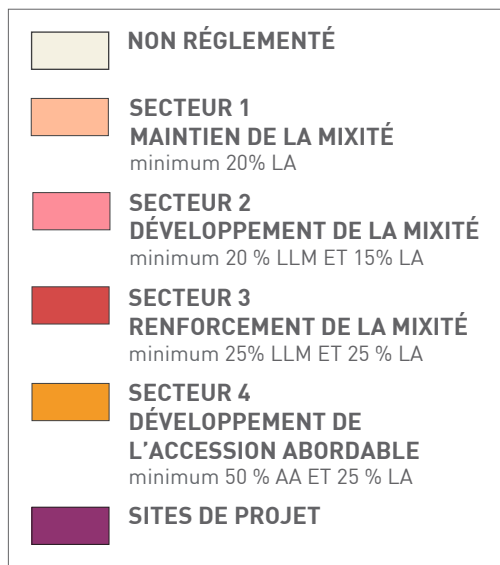 NON RÉGLEMENTÉ
SECTEUR 1
MAINTIEN DE LA MIXITÉ
minimum 20% LA
SECTEUR 2
DÉVELOPPEMENT DE LA MIXITÉ
minimum 20 % LLM ET 15% LA
SECTEUR 3
RENFORCEMENT DE LA MIXITÉ
minimum 25% LLM ET 25 % LA
SECTEUR 4
DÉVELOPPEMENT DE
L'ACCESSION ABORDABLE
minimum 50 % AA ET 25 % LA
SITES DE PROJET